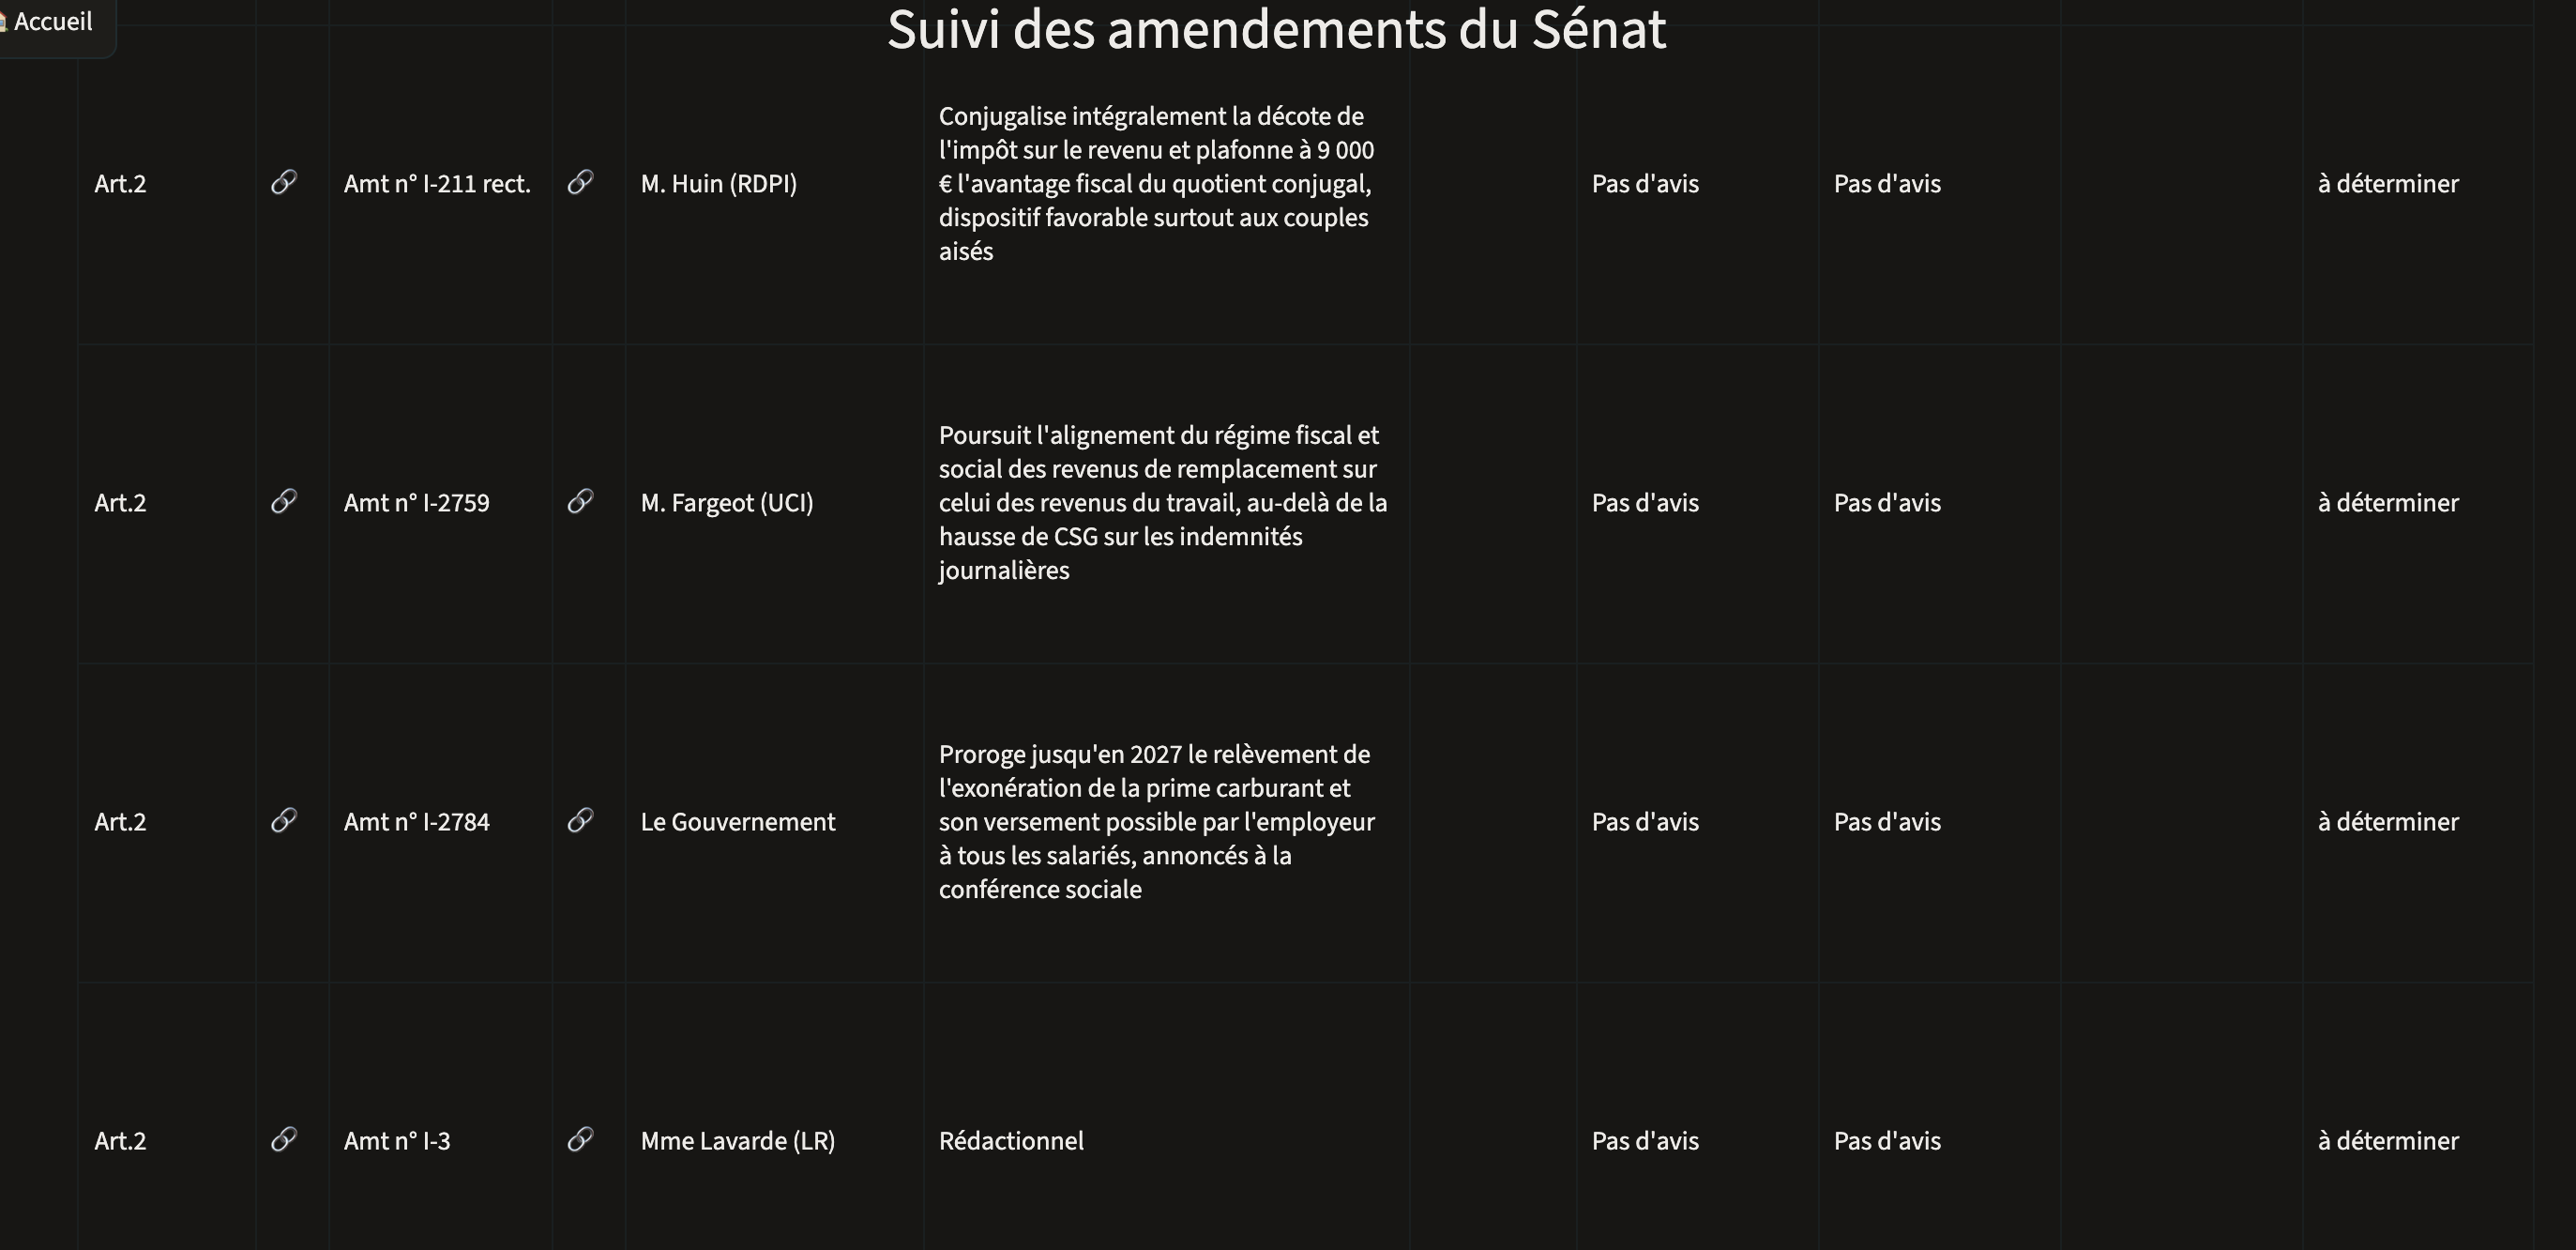 Accueil
Suivi des amendements du Sénat
Art.2
Amt n° I-211 rect.
M. Huin (RDPI)
Conjugalise intégralement la décote de
l'impôt sur le revenu et plafonne à 9 000
€ l'avantage fiscal du quotient conjugal,
dispositif favorable surtout aux couples
aisés
Pas d'avis
Pas d'avis
à déterminer
Art.2
Amt n° I-2759
M. Fargeot (UCI)
Poursuit l'alignement du régime fiscal et
social des revenus de remplacement sur
celui des revenus du travail, au-delà de la
hausse de CSG sur les indemnités
journalières
Pas d'avis
Pas d'avis
à déterminer
Art.2
Amt n° I-2784
Le Gouvernement
Proroge jusqu'en 2027 le relèvement de
l'exonération de la prime carburant et
son versement possible par l'employeur
à tous les salariés, annoncés à la
conférence sociale
Pas d'avis
Pas d'avis
à déterminer
Art.2
Amt n° I-3
Mme Lavarde (LR)
Rédactionnel
Pas d'avis
Pas d'avis
à déterminer